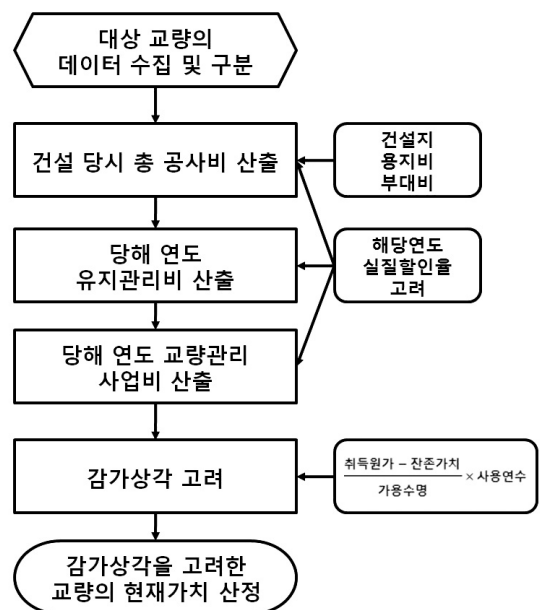 대상 교량의
데이터 수집 및 구분
건설 당시 총 공사비 산출
건설지
용지비
부대비
당해 연도
유지관리비 산출
해당연도
실질할인율
고려
당해 연도 교량관리
사업비 산출
감가상각 고려
취득원가 – 잔존가치
가용수명
× 사용연수
감가상각을 고려한
교량의 현재가치 산정